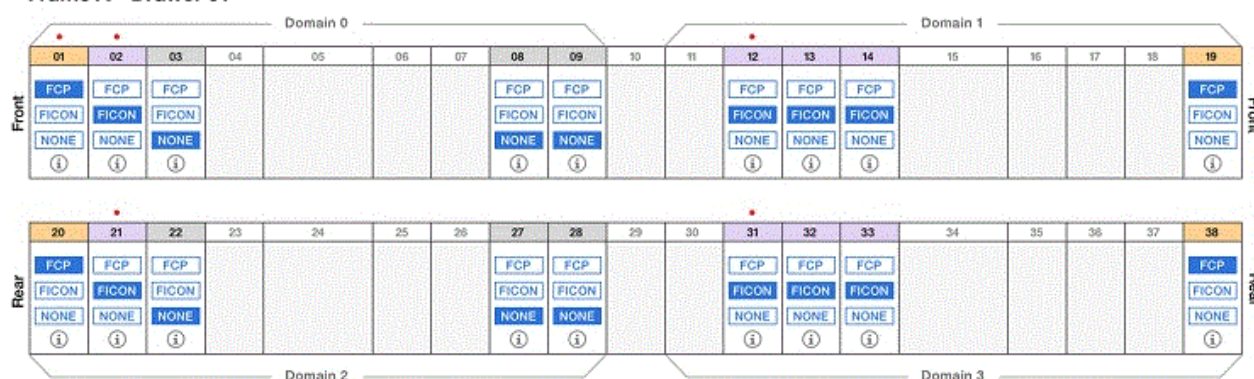 Domain 0 Domain 1
01 02 03 04 05 06 07 08 09 10 11 12 13 14 15 16 17 18 19
Front
FCP FCP FCP FCP FCP FCP FCP FCP FCP
FICON FICON FICON FICON FICON FICON FICON FICON FICON
NONE NONE NONE NONE NONE NONE NONE NONE NONE
i i i i i i i i i
20 21 22 23 24 25 26 27 28 29 30 31 32 33 34 35 36 37 38
Rear
FCP FCP FCP FCP FCP FCP FCP FCP FCP
FICON FICON FICON FICON FICON FICON FICON FICON FICON
NONE NONE NONE NONE NONE NONE NONE NONE NONE
i i i i i i i i i
Domain 2 Domain 3